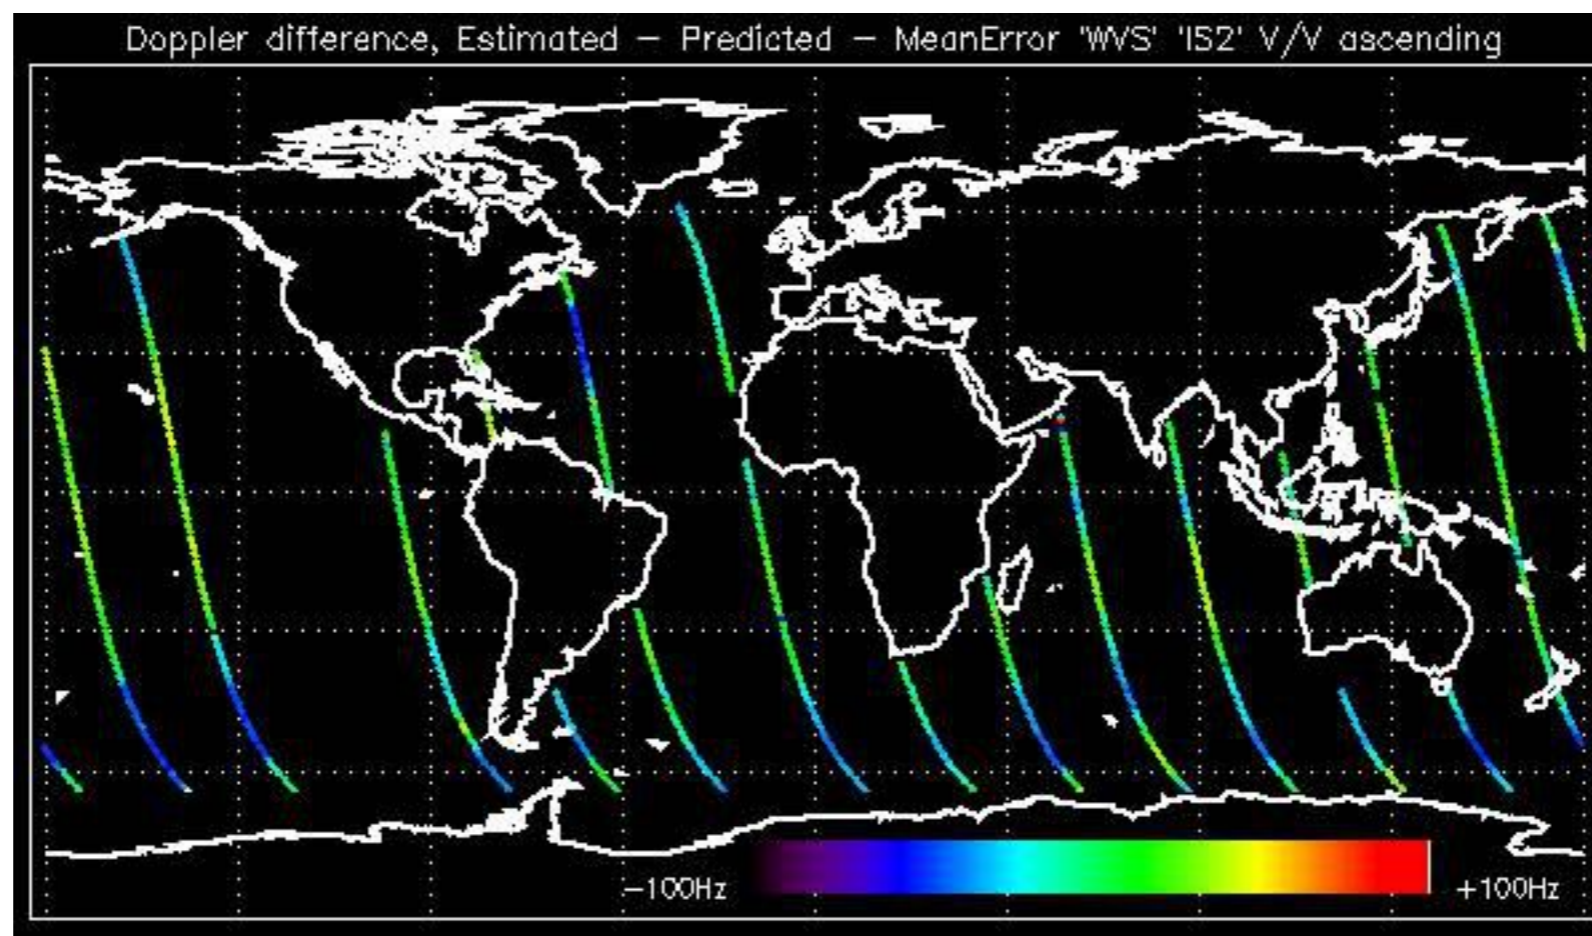 Doppler difference, Estimated – Predicted – MeanError 'WVS' 'IS2' V/V ascending
-100Hz +100Hz